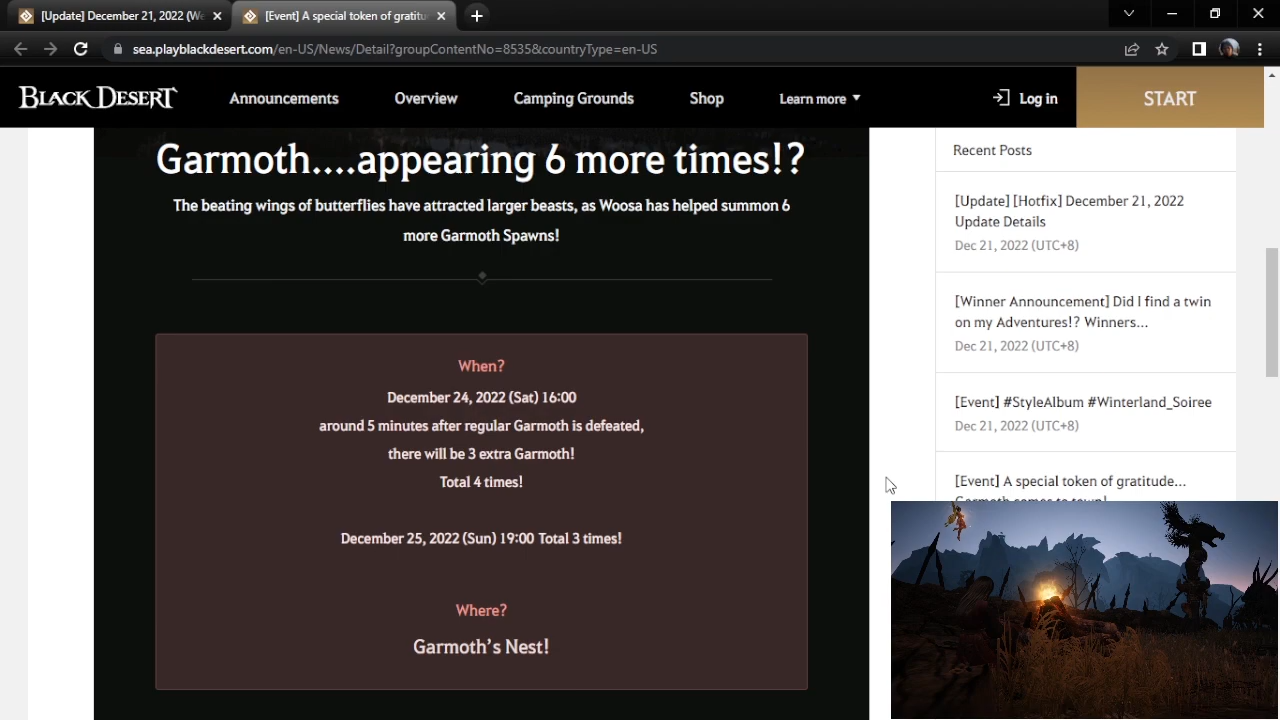 [Update] December 21, 2022 (We
[Event] A special token of gratitu
sea.playblackdesert.com/en-US/News/Detail?groupContentNo=8535&countryType=en-US
BLACK DESERT
Announcements
Overview
Camping Grounds
Shop
Learn more
Log in
START
Garmoth....appearing 6 more times!?
The beating wings of butterflies have attracted larger beasts, as Woosa has helped summon 6
more Garmoth Spawns!
When?
December 24, 2022 (Sat) 16:00
around 5 minutes after regular Garmoth is defeated,
there will be 3 extra Garmoth!
Total 4 times!
December 25, 2022 (Sun) 19:00 Total 3 times!
Where?
Garmoth's Nest!
Recent Posts
[Update] [Hotfix] December 21, 2022
Update Details
Dec 21, 2022 (UTC+8)
[Winner Announcement] Did I find a twin
on my Adventures!? Winners...
Dec 21, 2022 (UTC+8)
[Event] #StyleAlbum #Winterland_Soiree
Dec 21, 2022 (UTC+8)
[Event] A special token of gratitude...
Garmoth comes to town!